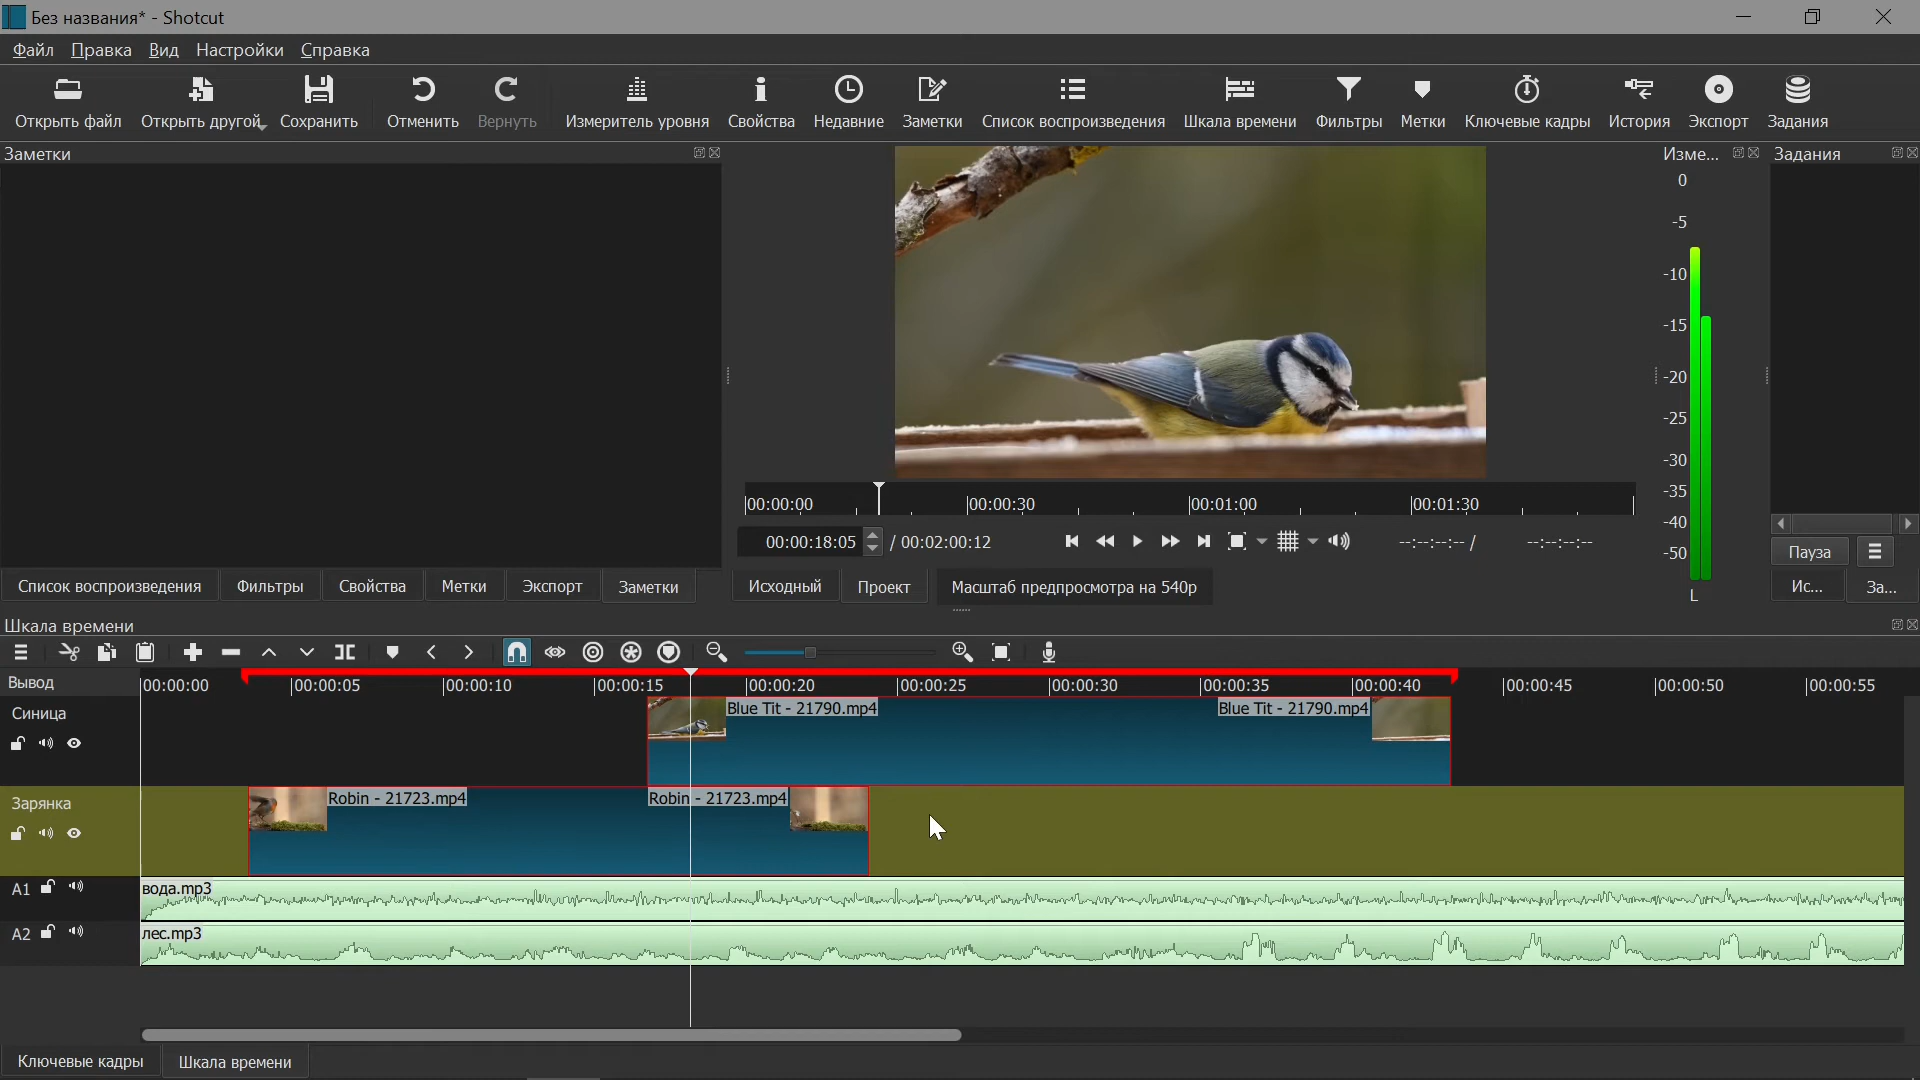 Без названия* - Shotcut
Файл Правка Вид Настройки Справка
Открыть файл Открыть другой Сохранить Отменить Вернуть Измеритель уровня Свойства Недавние Заметки Список воспроизведения Шкала времени Фильтры Метки Ключевые кадры История Экспорт Задания
Заметки
Изме... Задания
0
-5
-10
-15
-20
-25
-30
-35
-40
-50
L
00:00:00 00:00:30 00:01:00 00:01:30
00:00:18:05 / 00:02:00:12 --:--:--:-- / --:--:--:--
Пауза
Список воспроизведения Фильтры Свойства Метки Экспорт Заметки Исходный Проект Масштаб предпросмотра на 540p Ис... За...
Шкала времени
Вывод 00:00:00 00:00:05 00:00:10 00:00:15 00:00:20 00:00:25 00:00:30 00:00:35 00:00:40 00:00:45 00:00:50 00:00:55
Синица Blue Tit - 21790.mp4 Blue Tit - 21790.mp4
Зарянка Robin - 21723.mp4 Robin - 21723.mp4
A1 вода.mp3
A2 лес.mp3
Ключевые кадры Шкала времени